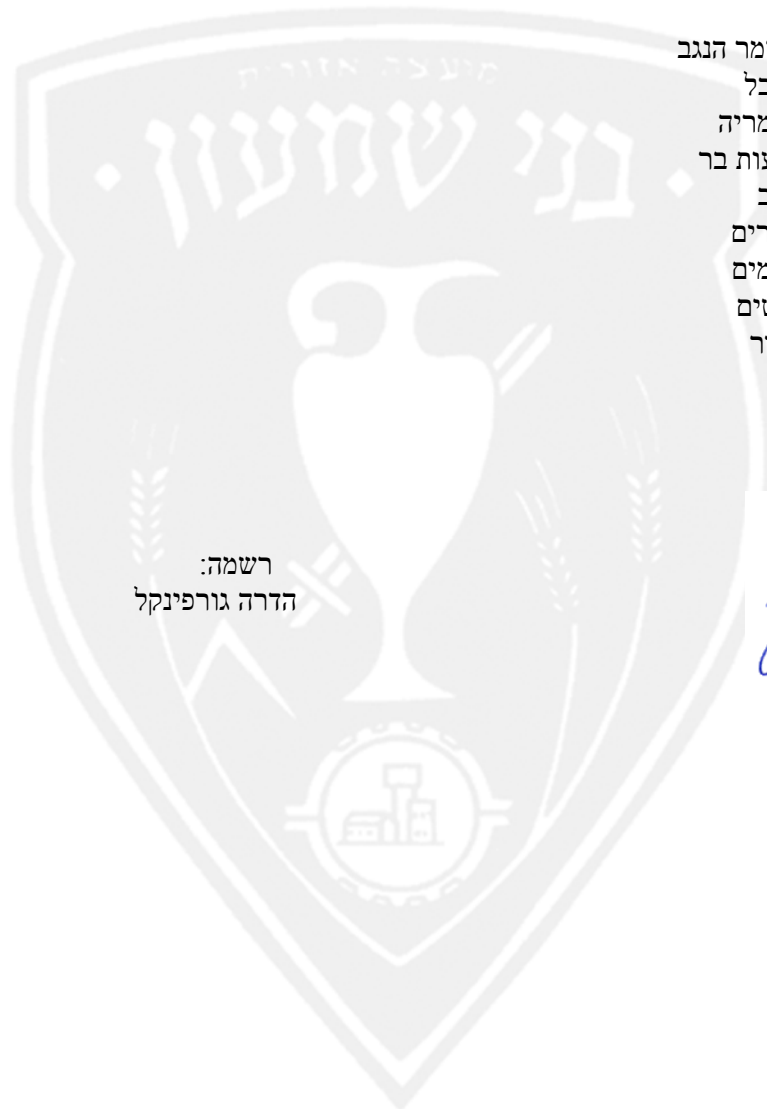 מועצה אזורית
· בני שמעון ·
מר הנגב
בל
מריה
צות בר
ב
רים
מים
טים
רשמה:
הדרה גורפינקל